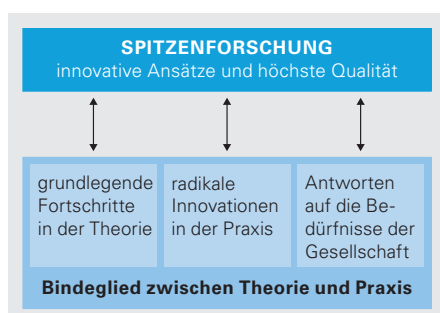 SPITZENFORSCHUNG
innovative Ansätze und höchste Qualität
grundlegende
Fortschritte
in der Theorie
radikale
Innovationen
in der Praxis
Antworten
auf die Be-
dürfnisse der
Gesellschaft
Bindeglied zwischen Theorie und Praxis